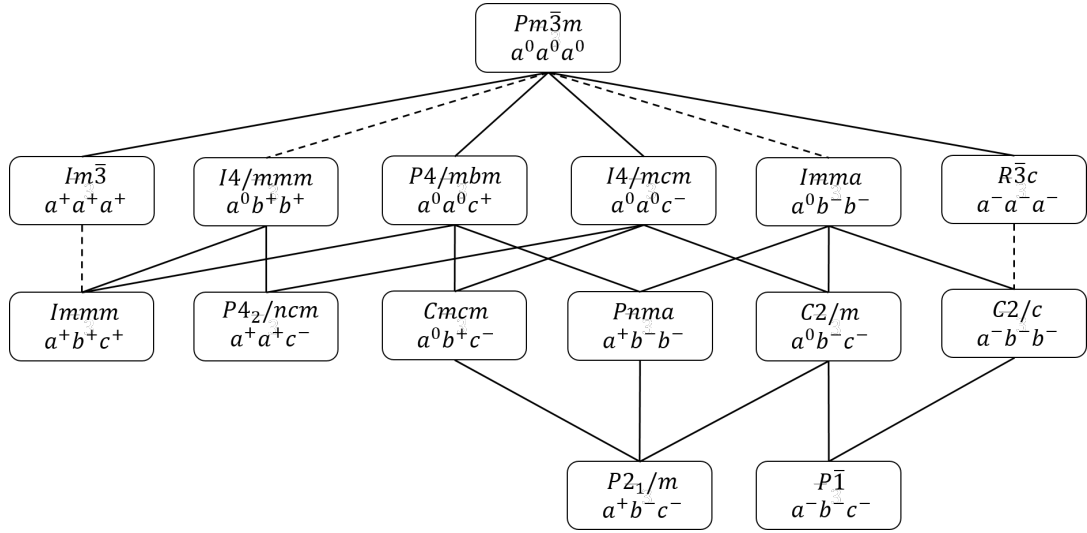 Pm3̅m
a⁰a⁰a⁰
Im3̅
a⁺a⁺a⁺
I4/mmm
a⁰b⁺b⁺
P4/mbm
a⁰a⁰c⁺
I4/mcm
a⁰a⁰c⁻
Imma
a⁰b⁻b⁻
R3̅c
a⁻a⁻a⁻
Immm
a⁺b⁺c⁺
P4₂/ncm
a⁺a⁺c⁻
Cmcm
a⁰b⁺c⁻
Pnma
a⁺b⁻b⁻
C2/m
a⁰b⁻c⁻
C2/c
a⁻b⁻b⁻
P2₁/m
a⁺b⁻c⁻
P1̅
a⁻b⁻c⁻